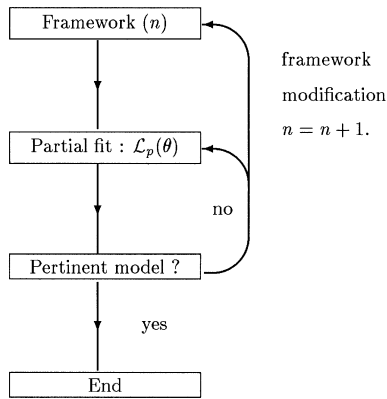 Framework (n)
framework
modification
n = n + 1.
Partial fit : ℒₚ(θ)
no
Pertinent model ?
yes
End